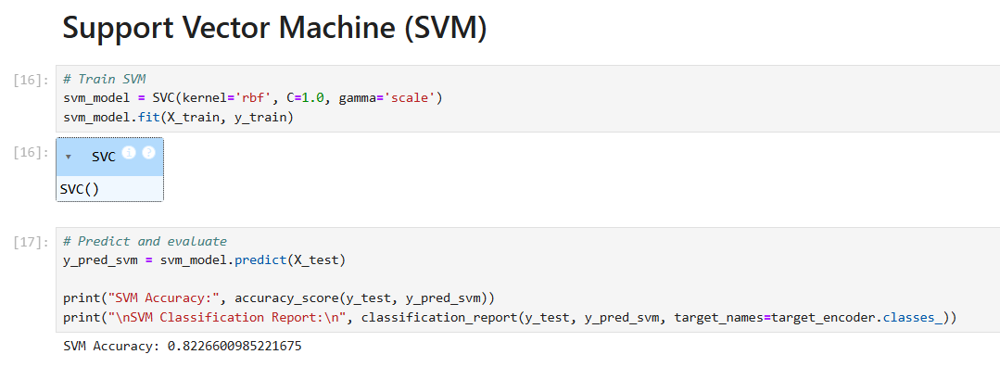 Support Vector Machine (SVM)
[16]:
# Train SVM
svm_model = SVC(kernel='rbf', C=1.0, gamma='scale')
svm_model.fit(X_train, y_train)
[16]:
▾ SVC i ?
SVC()
[17]:
# Predict and evaluate
y_pred_svm = svm_model.predict(X_test)
print("SVM Accuracy:", accuracy_score(y_test, y_pred_svm))
print("\nSVM Classification Report:\n", classification_report(y_test, y_pred_svm, target_names=target_encoder.classes_))
SVM Accuracy: 0.8226600985221675